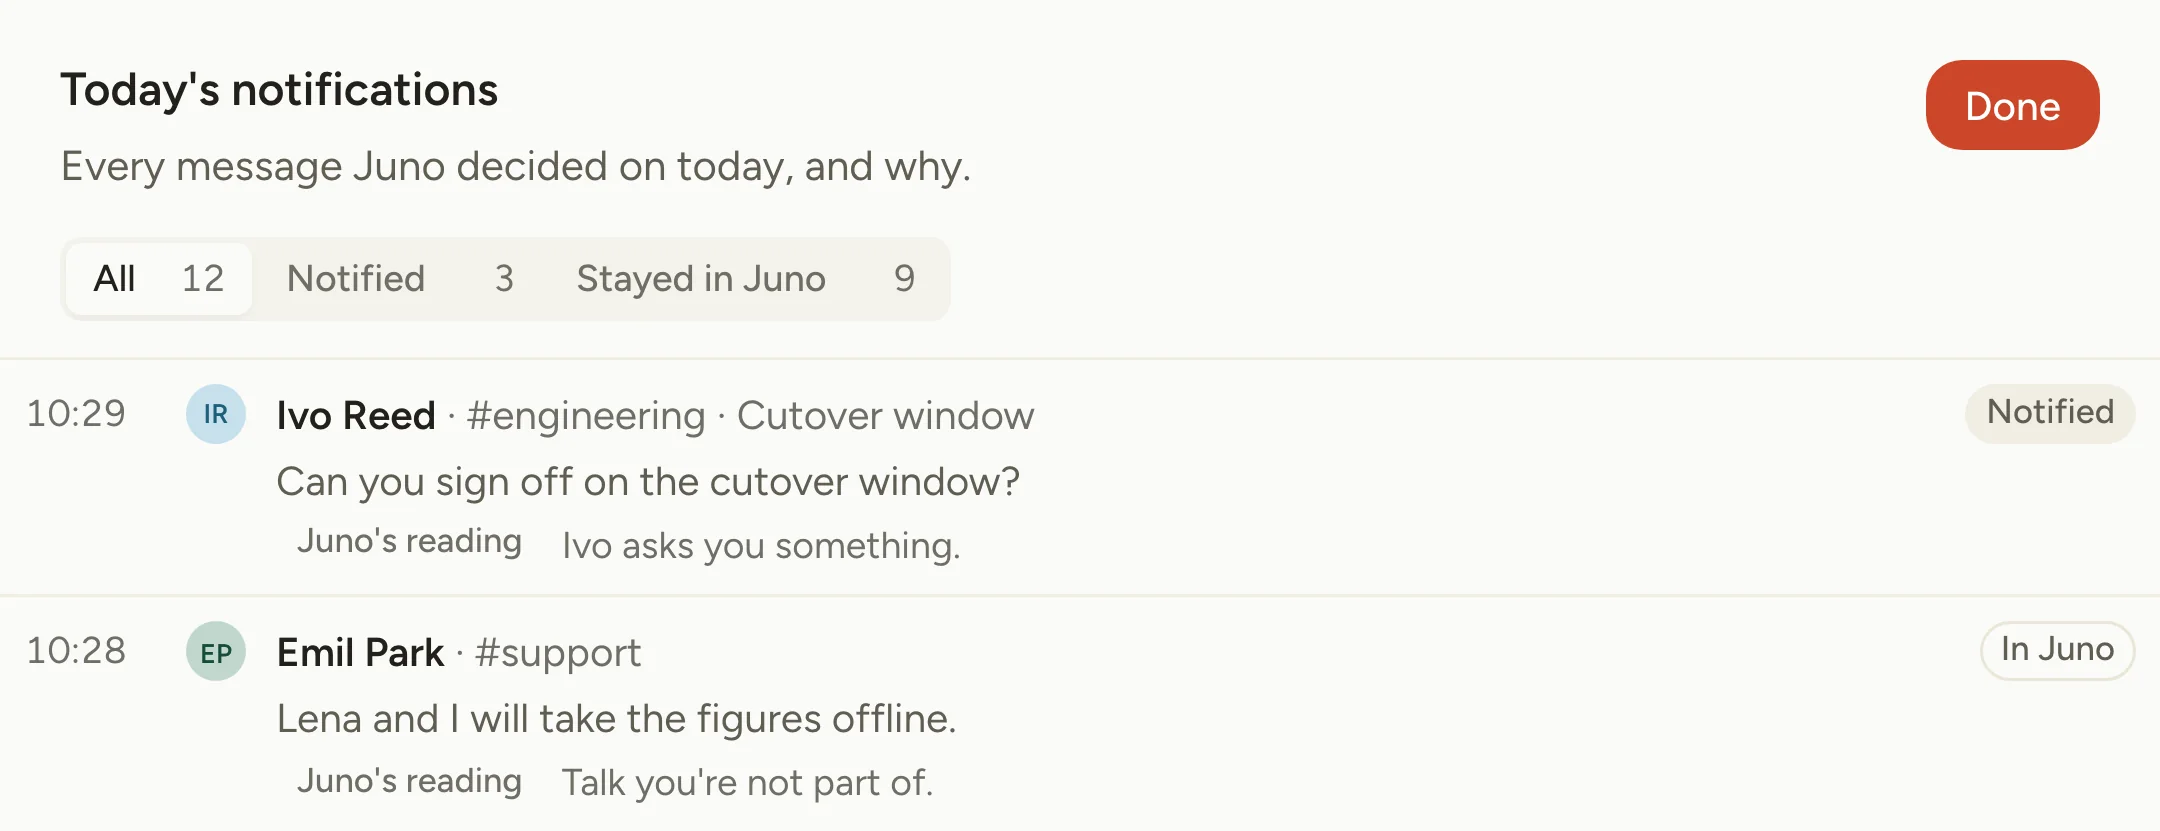 Today's notifications
Done
Every message Juno decided on today, and why.
All 12 Notified 3 Stayed in Juno 9
10:29 IR Ivo Reed · #engineering · Cutover window Notified
Can you sign off on the cutover window?
Juno's reading Ivo asks you something.
10:28 EP Emil Park · #support In Juno
Lena and I will take the figures offline.
Juno's reading Talk you're not part of.